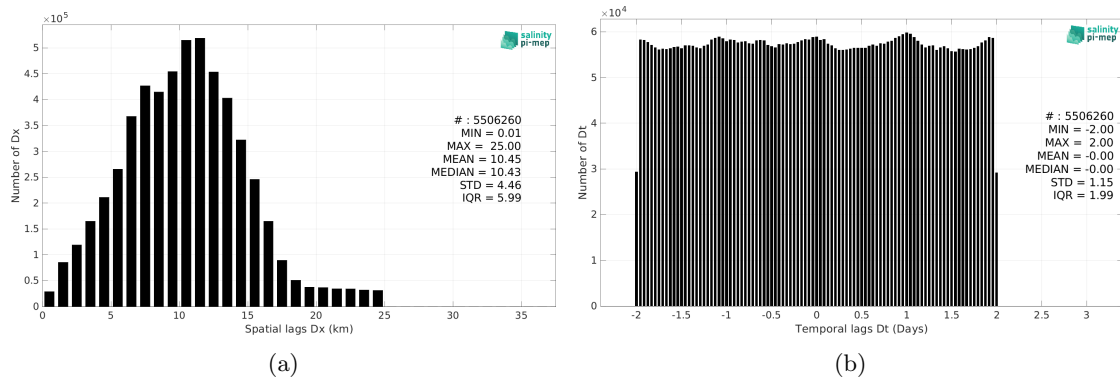 ×10⁵
5
4.5
4
3.5
3
2.5
2
1.5
1
0.5
0
Number of Dx
0 5 10 15 20 25 30 35
Spatial lags Dx (km)
salinity
pi-mep
# : 5506260
MIN = 0.01
MAX = 25.00
MEAN = 10.45
MEDIAN = 10.43
STD = 4.46
IQR = 5.99
(a)
×10⁴
6
5
4
3
2
1
0
Number of Dt
-2 -1.5 -1 -0.5 0 0.5 1 1.5 2 2.5 3
Temporal lags Dt (Days)
salinity
pi-mep
# : 5506260
MIN = -2.00
MAX = 2.00
MEAN = -0.00
MEDIAN = -0.00
STD = 1.15
IQR = 1.99
(b)